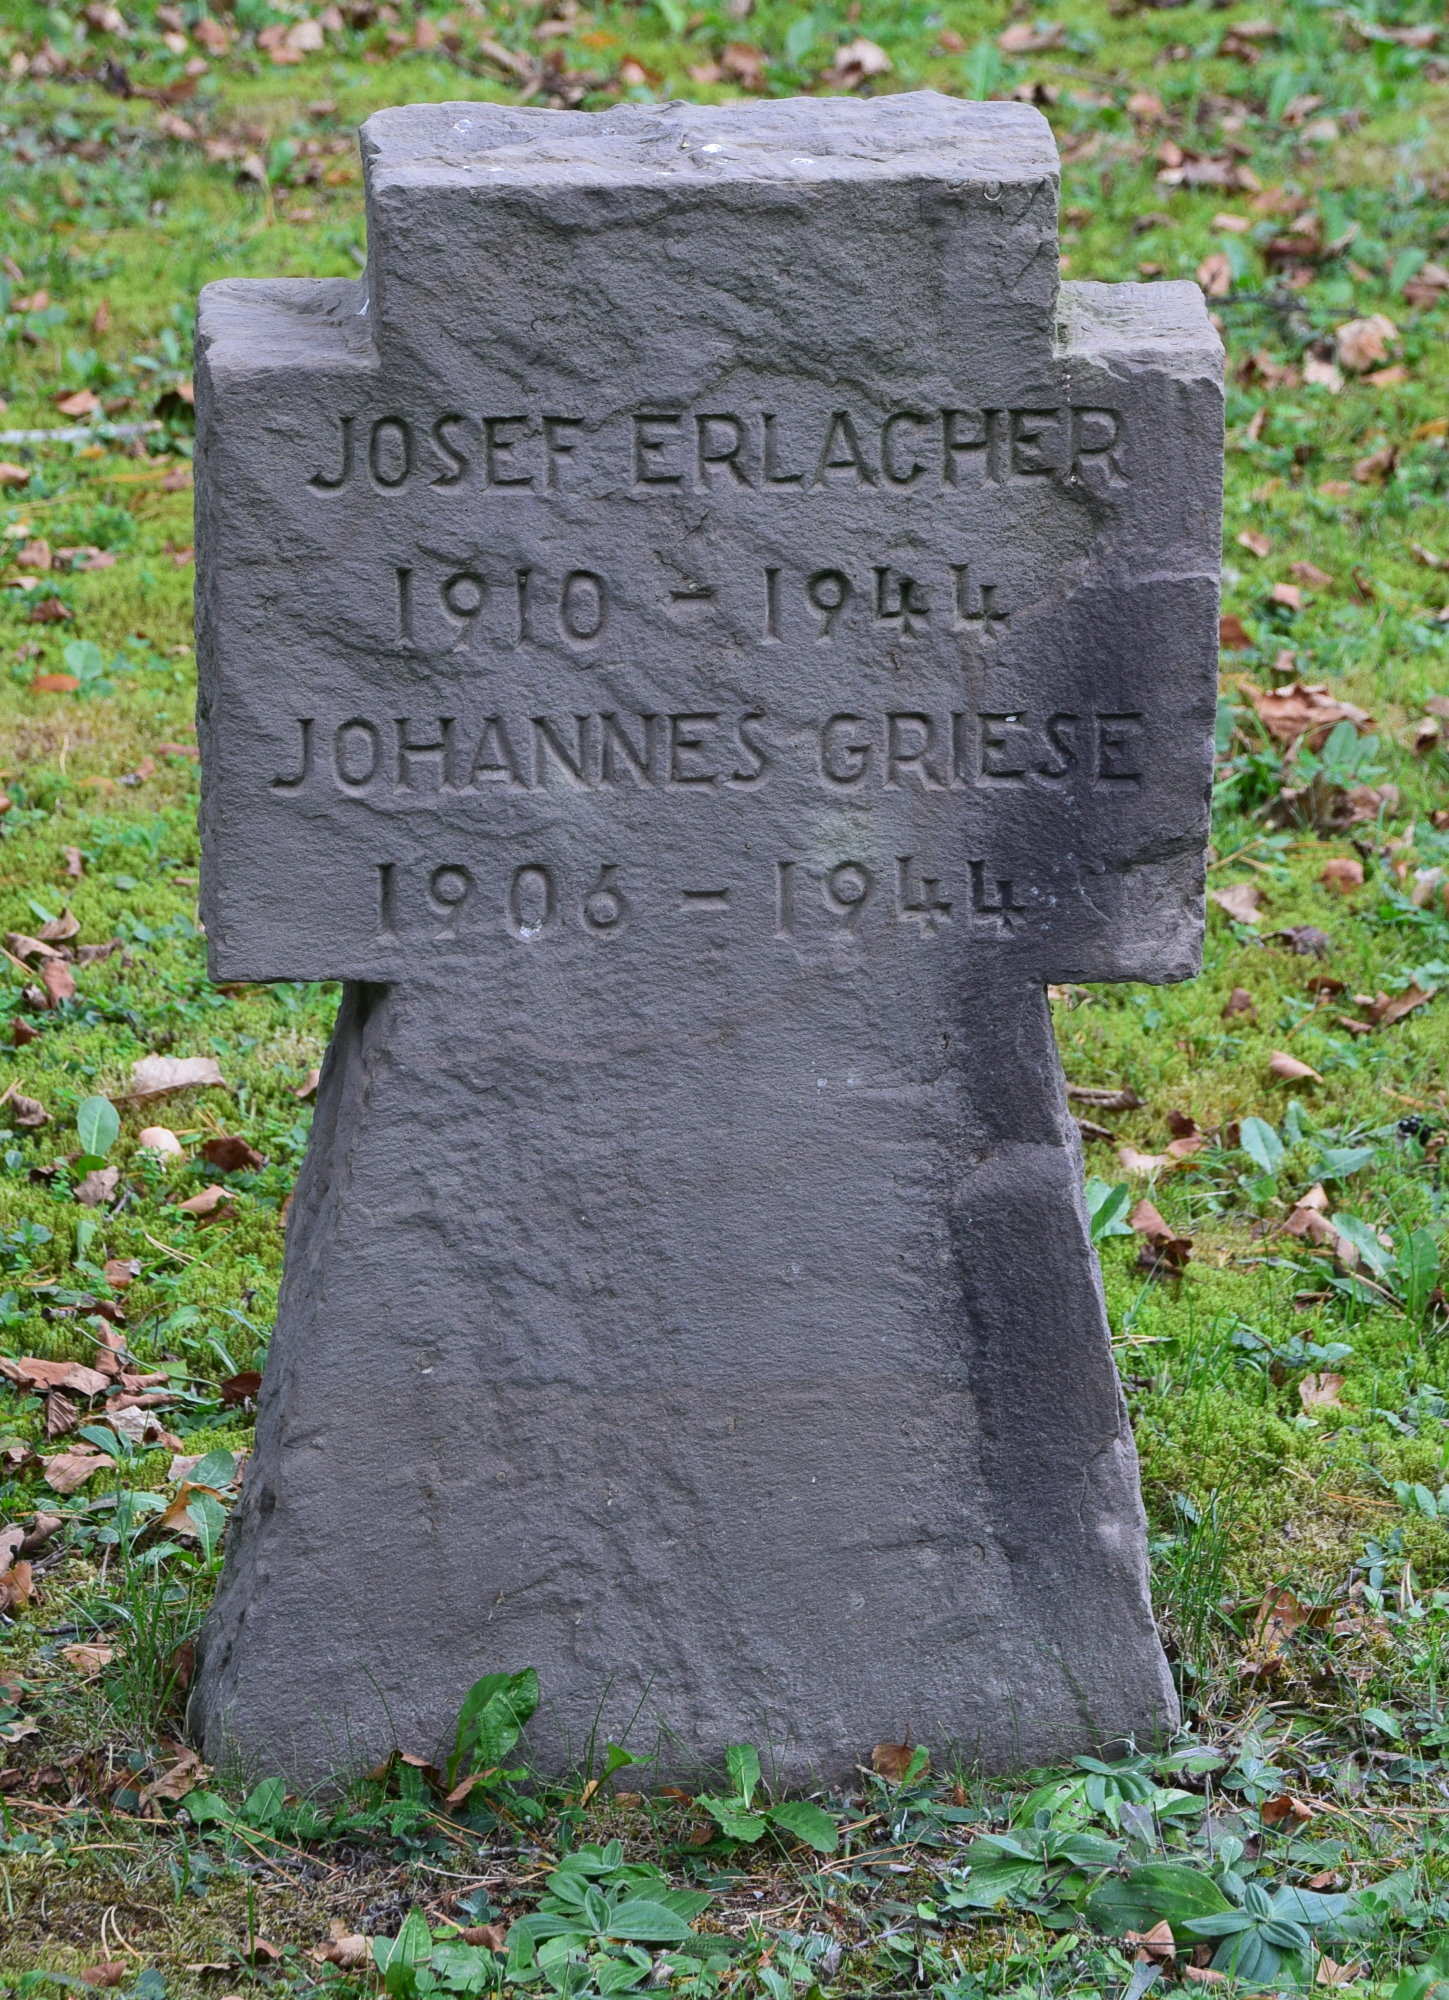 JOSEF ERLACHER
1910 - 1944
JOHANNES GRIESE
1906 - 1944